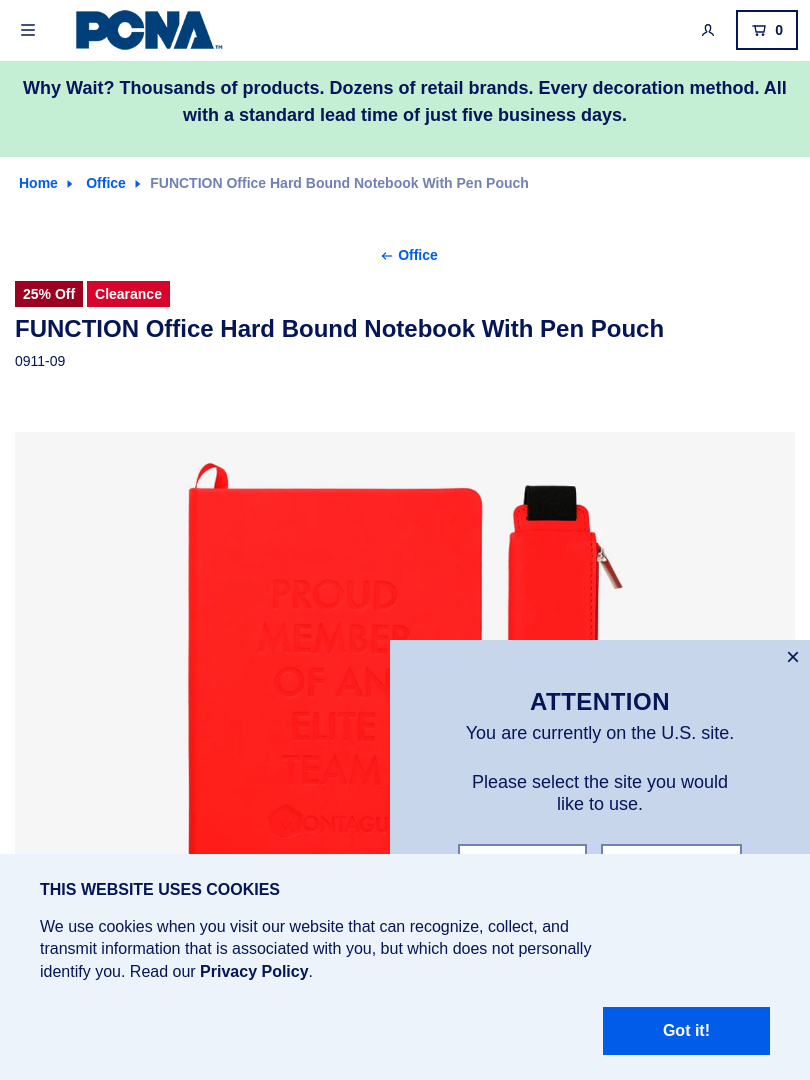 PCNA™
0
Why Wait? Thousands of products. Dozens of retail brands. Every decoration method. All
with a standard lead time of just five business days.
Home
Office
FUNCTION Office Hard Bound Notebook With Pen Pouch
Office
25% Off
Clearance
FUNCTION Office Hard Bound Notebook With Pen Pouch
0911-09
PROUD
MEMBER
OF AN
ELITE
TEAM
ATTENTION
You are currently on the U.S. site.
Please select the site you would
like to use.
THIS WEBSITE USES COOKIES
We use cookies when you visit our website that can recognize, collect, and
transmit information that is associated with you, but which does not personally
identify you. Read our Privacy Policy.
Got it!